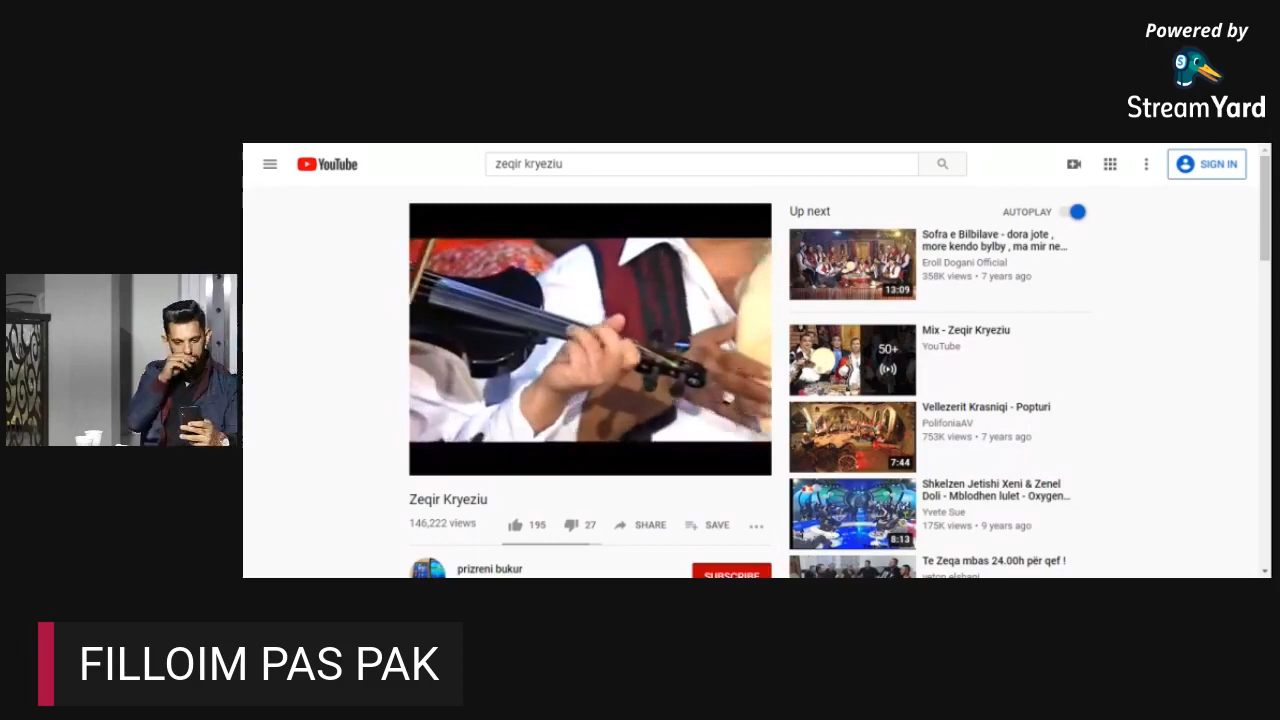 Powered by
StreamYard
YouTube
zeqir kryeziu
SIGN IN
Up next
AUTOPLAY
Sofra e Bilbilave - dora jote ,
more kendo bylby , ma mir ne...
Eroll Dogani Official
358K views • 7 years ago
13:09
Mix - Zeqir Kryeziu
YouTube
50+
Vellezerit Krasniqi - Popturi
PolifoniaAV
753K views • 7 years ago
7:44
Shkelzen Jetishi Xeni & Zenel
Doli - Mblodhen lulet - Oxygen...
Yvete Sue
175K views • 9 years ago
8:13
Te Zeqa mbas 24.00h për qef !
veton elshani
Zeqir Kryeziu
146,222 views
195
27
SHARE
SAVE
prizreni bukur
SUBSCRIBE
FILLOIM PAS PAK